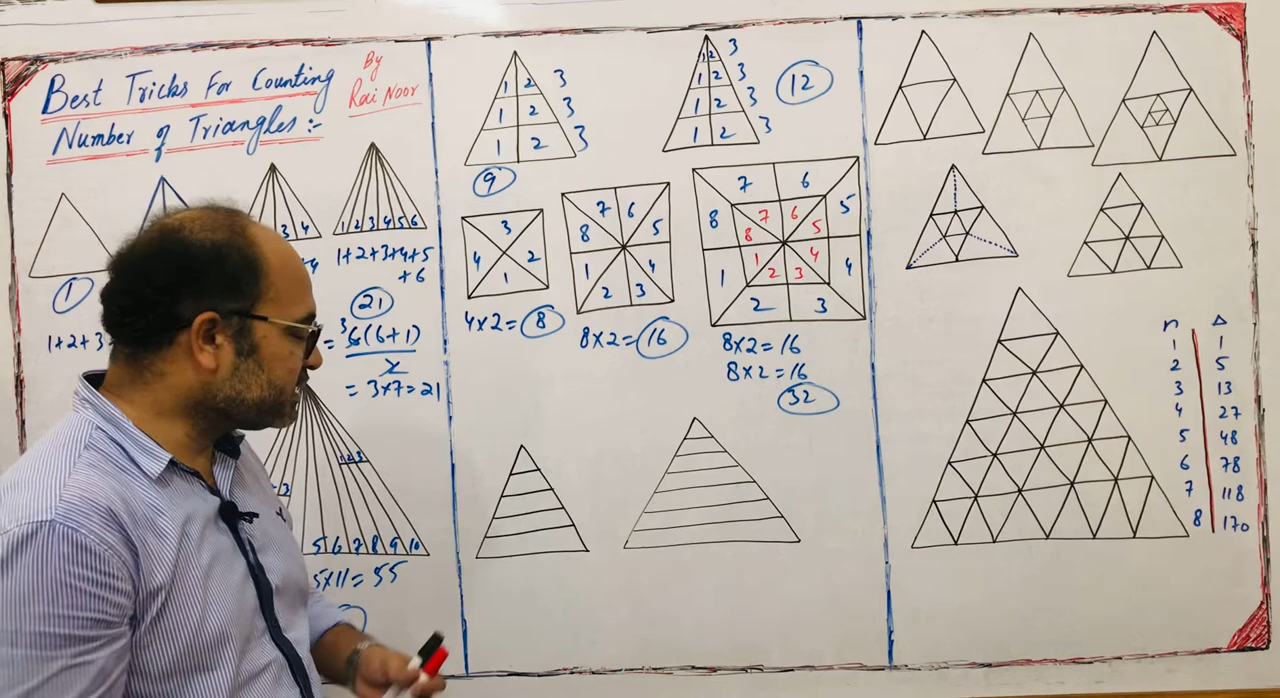 Best Tricks For Counting
Number of Triangles:-
By
Rai Noor
1
1+2+3
3 4
+4
1 2 3 4 5 6
1+2+3+4+5
+6
21
3
= 6(6+1)
2
= 3×7=21
1 2 3
3
5 6 7 8 9 10
5×11=55
1 2 3
1 2 3
1 2 3
9
1 2 3
1 2 3
1 2 3
1 2 3
12
3
4 2
1
4×2= 8
7 6
8 5
1 4
2 3
8×2= 16
7 6
8 5
7 6
8 5
1 4
2 3
1 4
2 3
8×2=16
8×2=16
32
n Δ
1 1
2 5
3 13
4 27
5 48
6 78
7 118
8 170